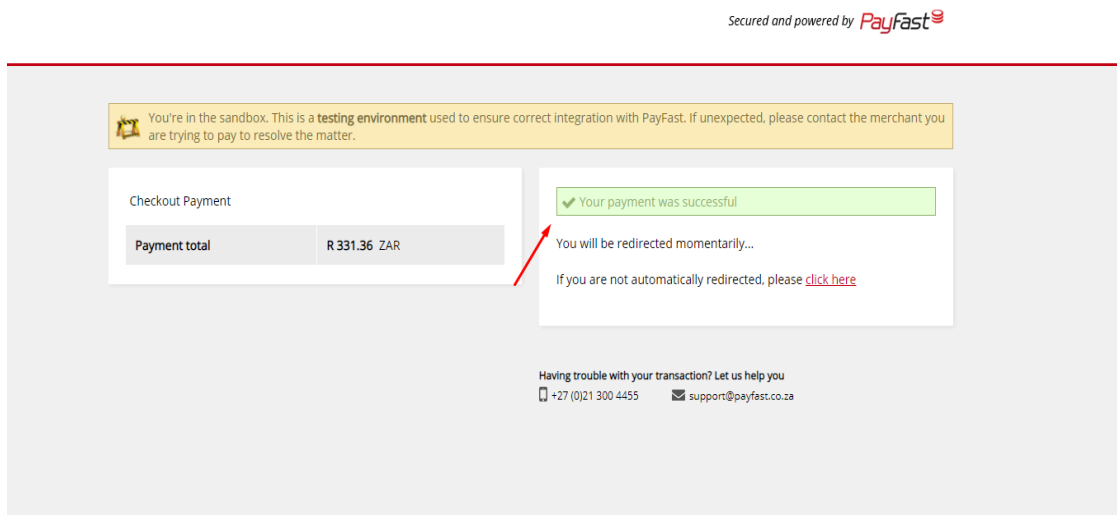 Secured and powered by PayFast
You're in the sandbox. This is a testing environment used to ensure correct integration with PayFast. If unexpected, please contact the merchant you
are trying to pay to resolve the matter.
Checkout Payment
Payment total R 331.36 ZAR
Your payment was successful
You will be redirected momentarily...
If you are not automatically redirected, please click here
Having trouble with your transaction? Let us help you
+27 (0)21 300 4455 support@payfast.co.za